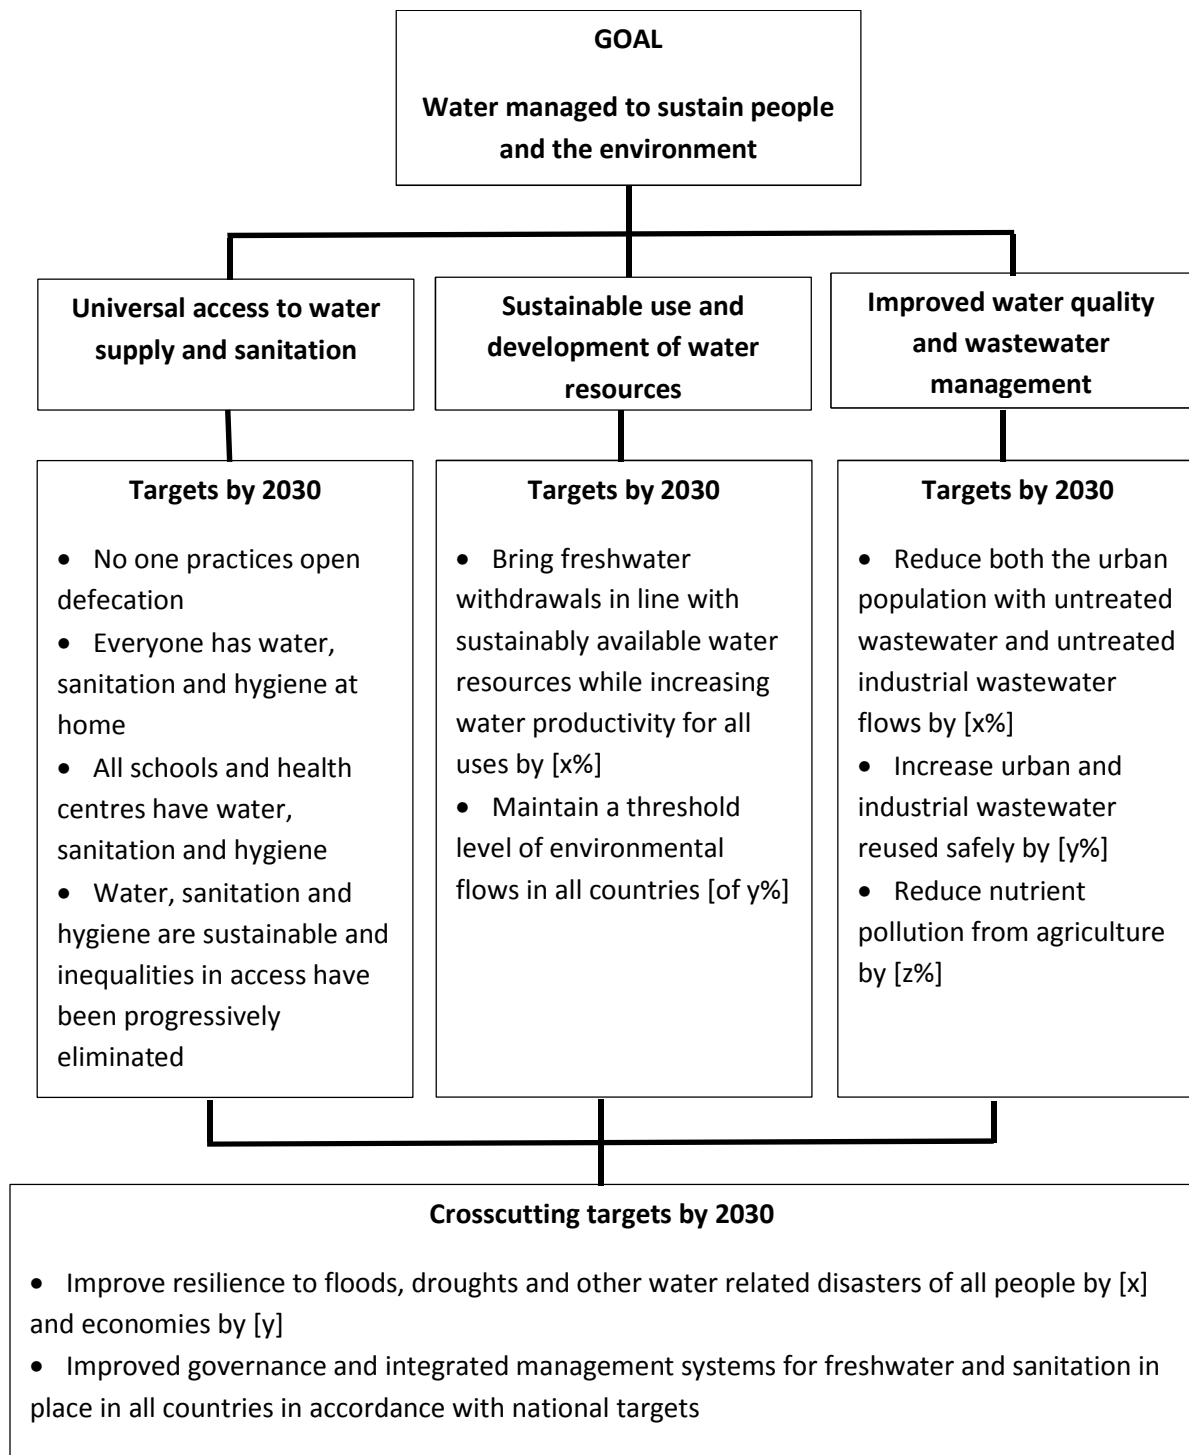 GOAL
Water managed to sustain people
and the environment
Universal access to water
supply and sanitation
Sustainable use and
development of water
resources
Improved water quality
and wastewater
management
Targets by 2030
• No one practices open
defecation
• Everyone has water,
sanitation and hygiene at
home
• All schools and health
centres have water,
sanitation and hygiene
• Water, sanitation and
hygiene are sustainable and
inequalities in access have
been progressively
eliminated
Targets by 2030
• Bring freshwater
withdrawals in line with
sustainably available water
resources while increasing
water productivity for all
uses by [x%]
• Maintain a threshold
level of environmental
flows in all countries [of y%]
Targets by 2030
• Reduce both the urban
population with untreated
wastewater and untreated
industrial wastewater
flows by [x%]
• Increase urban and
industrial wastewater
reused safely by [y%]
• Reduce nutrient
pollution from agriculture
by [z%]
Crosscutting targets by 2030
• Improve resilience to floods, droughts and other water related disasters of all people by [x]
and economies by [y]
• Improved governance and integrated management systems for freshwater and sanitation in
place in all countries in accordance with national targets